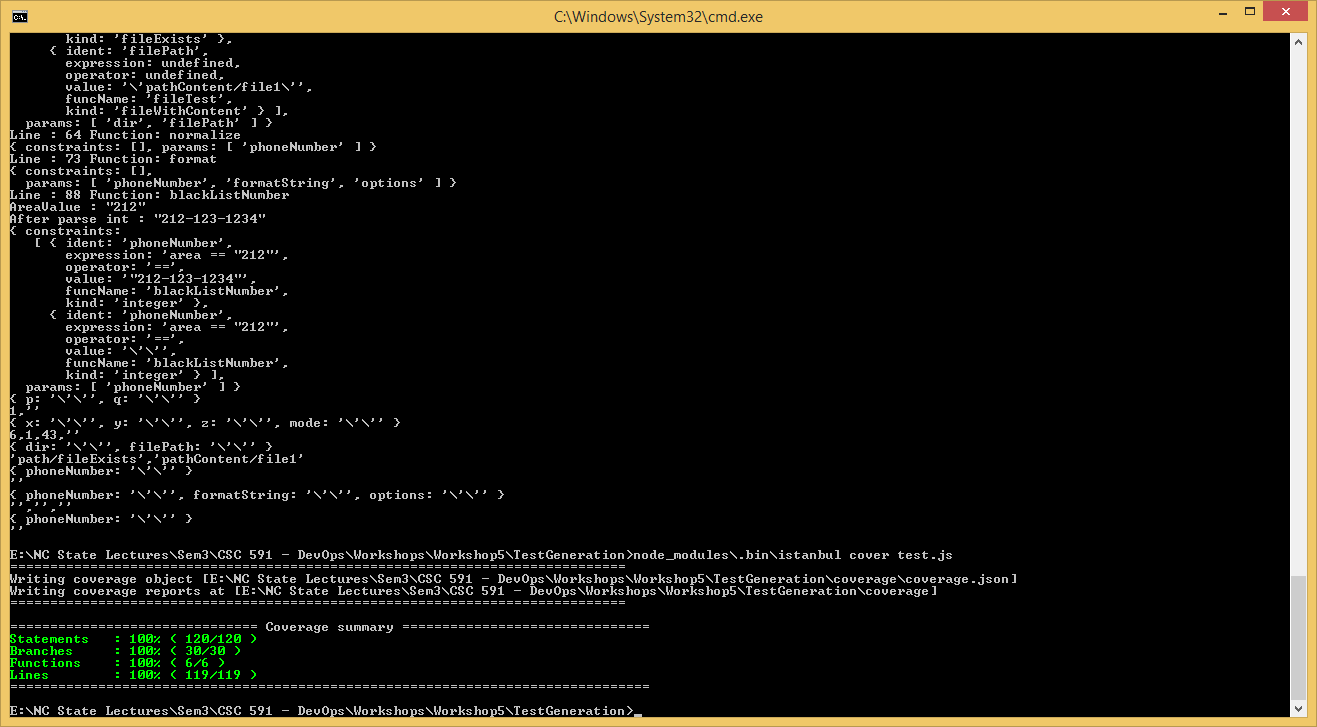 C:\Windows\System32\cmd.exe
kind: 'fileExists' },
{ ident: 'filePath',
expression: undefined,
operator: undefined,
value: '\'pathContent/file1\'',
funcName: 'fileTest',
kind: 'fileWithContent' } ],
params: [ 'dir', 'filePath' ] }
Line : 64 Function: normalize
{ constraints: [], params: [ 'phoneNumber' ] }
Line : 73 Function: format
{ constraints: [],
params: [ 'phoneNumber', 'formatString', 'options' ] }
Line : 88 Function: blackListNumber
AreaValue : "212"
After parse int : "212-123-1234"
{ constraints:
[ { ident: 'phoneNumber',
expression: 'area == "212"',
operator: '==',
value: '"212-123-1234"',
funcName: 'blackListNumber',
kind: 'integer' },
{ ident: 'phoneNumber',
expression: 'area == "212"',
operator: '==',
value: '\'\'',
funcName: 'blackListNumber',
kind: 'integer' } ],
params: [ 'phoneNumber' ] }
{ p: '\'\'', q: '\'\'' }
1,''
{ x: '\'\'', y: '\'\'', z: '\'\'', mode: '\'\'' }
6,1,43,''
{ dir: '\'\'', filePath: '\'\'' }
'path/fileExists','pathContent/file1'
{ phoneNumber: '\'\'' }
''
{ phoneNumber: '\'\'', formatString: '\'\'', options: '\'\'' }
'','',''
{ phoneNumber: '\'\'' }
''
E:\NC State Lectures\Sem3\CSC 591 - DevOps\Workshops\Workshop5\TestGeneration>node_modules\.bin\istanbul cover test.js
=============================================================================
Writing coverage object [E:\NC State Lectures\Sem3\CSC 591 - DevOps\Workshops\Workshop5\TestGeneration\coverage\coverage.json]
Writing coverage reports at [E:\NC State Lectures\Sem3\CSC 591 - DevOps\Workshops\Workshop5\TestGeneration\coverage]
=============================================================================
=============================== Coverage summary ===============================
Statements : 100% ( 120/120 )
Branches : 100% ( 30/30 )
Functions : 100% ( 6/6 )
Lines : 100% ( 119/119 )
================================================================================
E:\NC State Lectures\Sem3\CSC 591 - DevOps\Workshops\Workshop5\TestGeneration>_